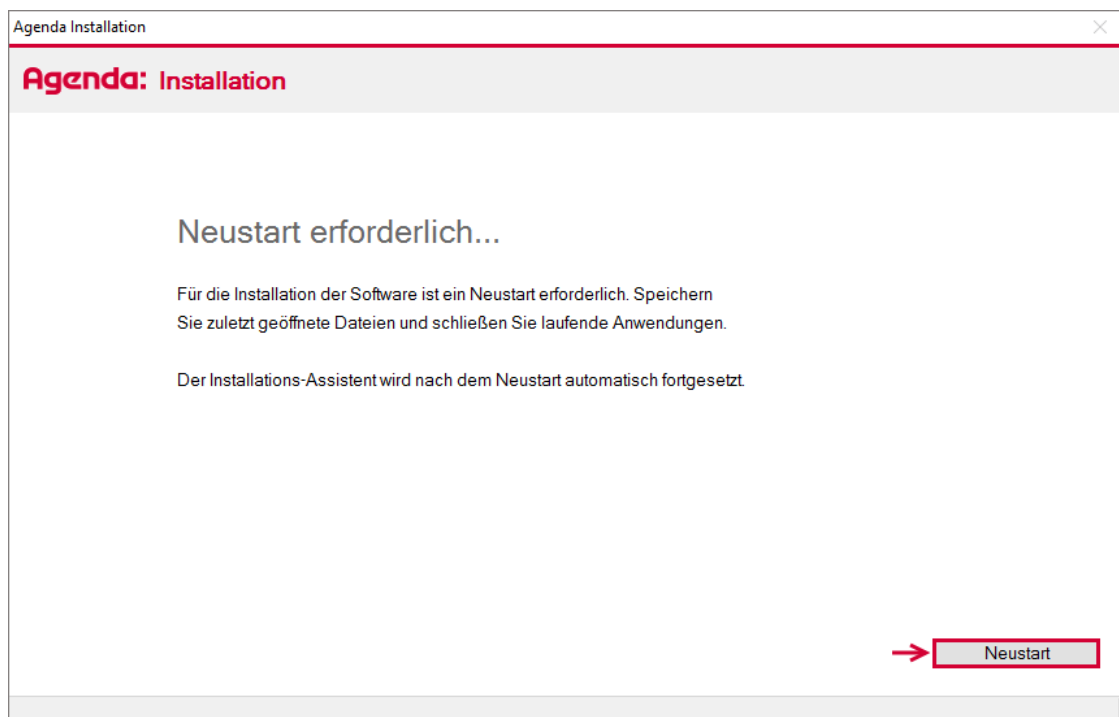 Agenda Installation
Agenda: Installation
Neustart erforderlich...
Für die Installation der Software ist ein Neustart erforderlich. Speichern
Sie zuletzt geöffnete Dateien und schließen Sie laufende Anwendungen.
Der Installations-Assistent wird nach dem Neustart automatisch fortgesetzt.
Neustart